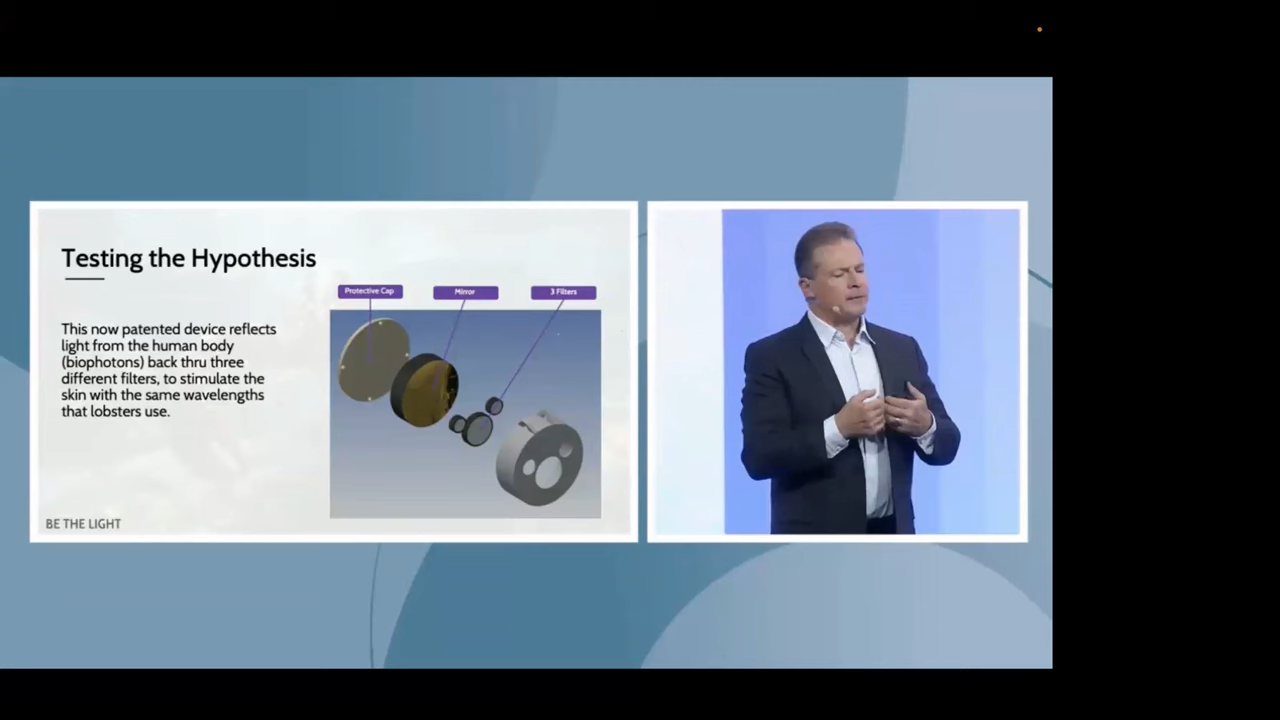 Testing the Hypothesis
Protective Cap
Mirror
3 Filters
This now patented device reflects
light from the human body
(biophotons) back thru three
different filters, to stimulate the
skin with the same wavelengths
that lobsters use.
BE THE LIGHT